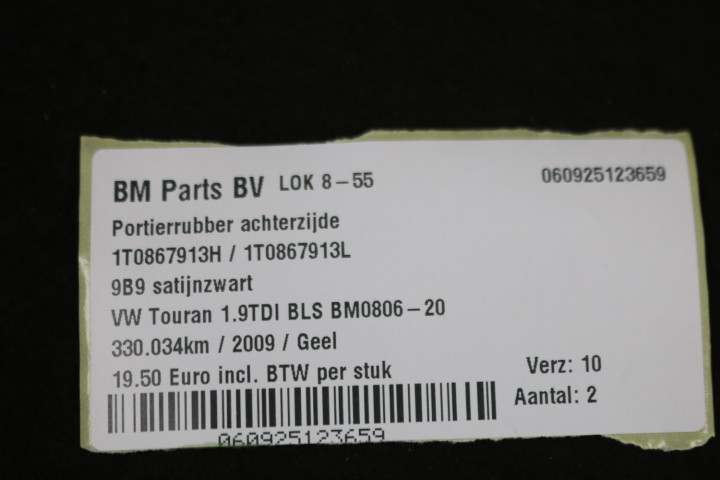 BM Parts BV LOK 8-55 060925123659
Portierrubber achterzijde
1T0867913H / 1T0867913L
9B9 satijnzwart
VW Touran 1.9TDI BLS BM0806-20
330.034km / 2009 / Geel
19.50 Euro incl. BTW per stuk
Verz: 10
Aantal: 2
060925123659